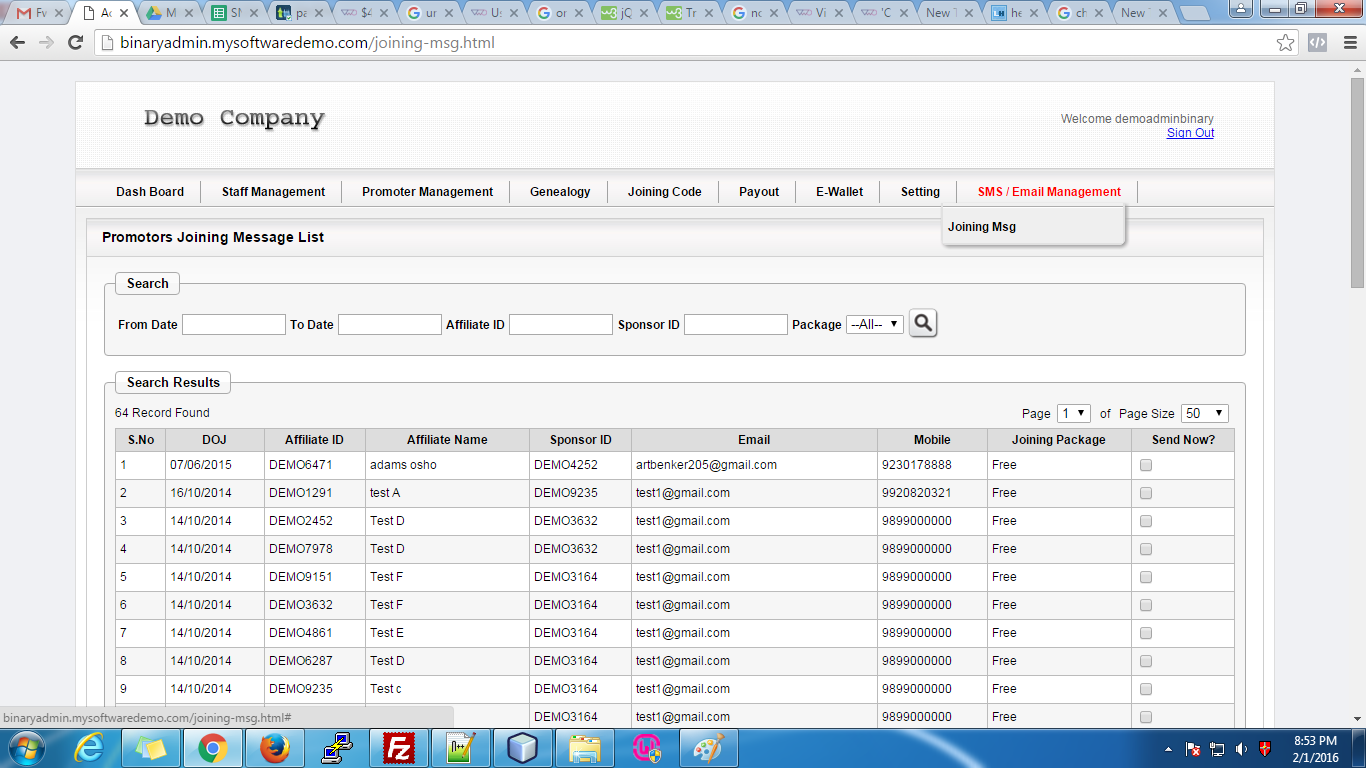 Fw Ac M SM pa $4 ur Us or jQ Tr no Vi 'C New T he ch New
binaryadmin.mysoftwaredemo.com/joining-msg.html
Demo Company
Welcome demoadminbinary
Sign Out
Dash Board Staff Management Promoter Management Genealogy Joining Code Payout E-Wallet Setting SMS / Email Management
Joining Msg
Promotors Joining Message List
Search
From Date To Date Affiliate ID Sponsor ID Package --All--
Search Results
64 Record Found Page 1 of Page Size 50
S.No DOJ Affiliate ID Affiliate Name Sponsor ID Email Mobile Joining Package Send Now?
1 07/06/2015 DEMO6471 adams osho DEMO4252 artbenker205@gmail.com 9230178888 Free
2 16/10/2014 DEMO1291 test A DEMO9235 test1@gmail.com 9920820321 Free
3 14/10/2014 DEMO2452 Test D DEMO3632 test1@gmail.com 9899000000 Free
4 14/10/2014 DEMO7978 Test D DEMO3632 test1@gmail.com 9899000000 Free
5 14/10/2014 DEMO9151 Test F DEMO3164 test1@gmail.com 9899000000 Free
6 14/10/2014 DEMO3632 Test F DEMO3164 test1@gmail.com 9899000000 Free
7 14/10/2014 DEMO4861 Test E DEMO3164 test1@gmail.com 9899000000 Free
8 14/10/2014 DEMO6287 Test D DEMO3164 test1@gmail.com 9899000000 Free
9 14/10/2014 DEMO9235 Test c DEMO3164 test1@gmail.com 9899000000 Free
DEMO3164 test1@gmail.com 9899000000 Free
binaryadmin.mysoftwaredemo.com/joining-msg.html#
8:53 PM
2/1/2016